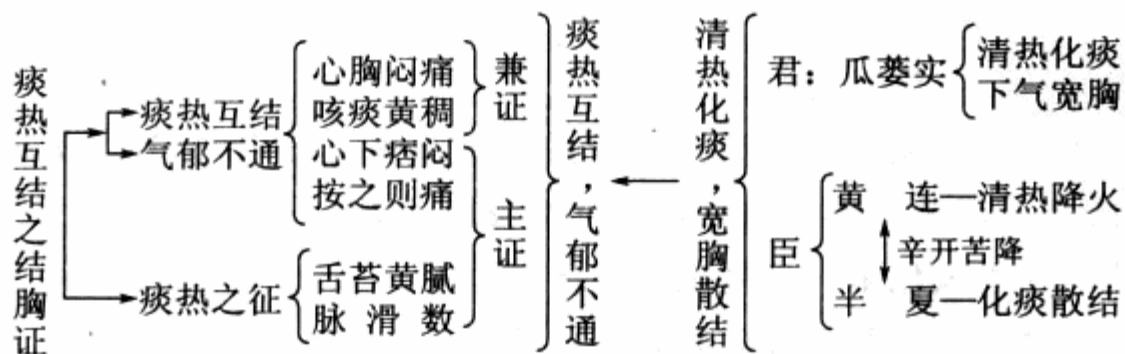 痰热互结之结胸证
痰热互结
气郁不通
痰热之征
心胸闷痛
咳痰黄稠
心下痞闷
按之则痛
舌苔黄腻
脉滑数
兼证
主证
痰热互结，气郁不通
清热化痰，宽胸散结
君：瓜蒌实
清热化痰
下气宽胸
臣
黄连—清热降火
辛开苦降
半夏—化痰散结